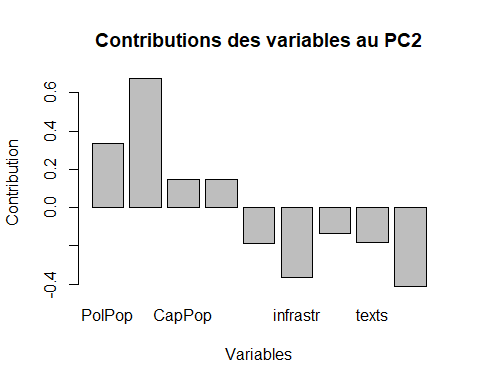 Contributions des variables au PC2
Contribution
0.6
0.4
0.2
0.0
-0.4
PolPop CapPop infrastr texts
Variables